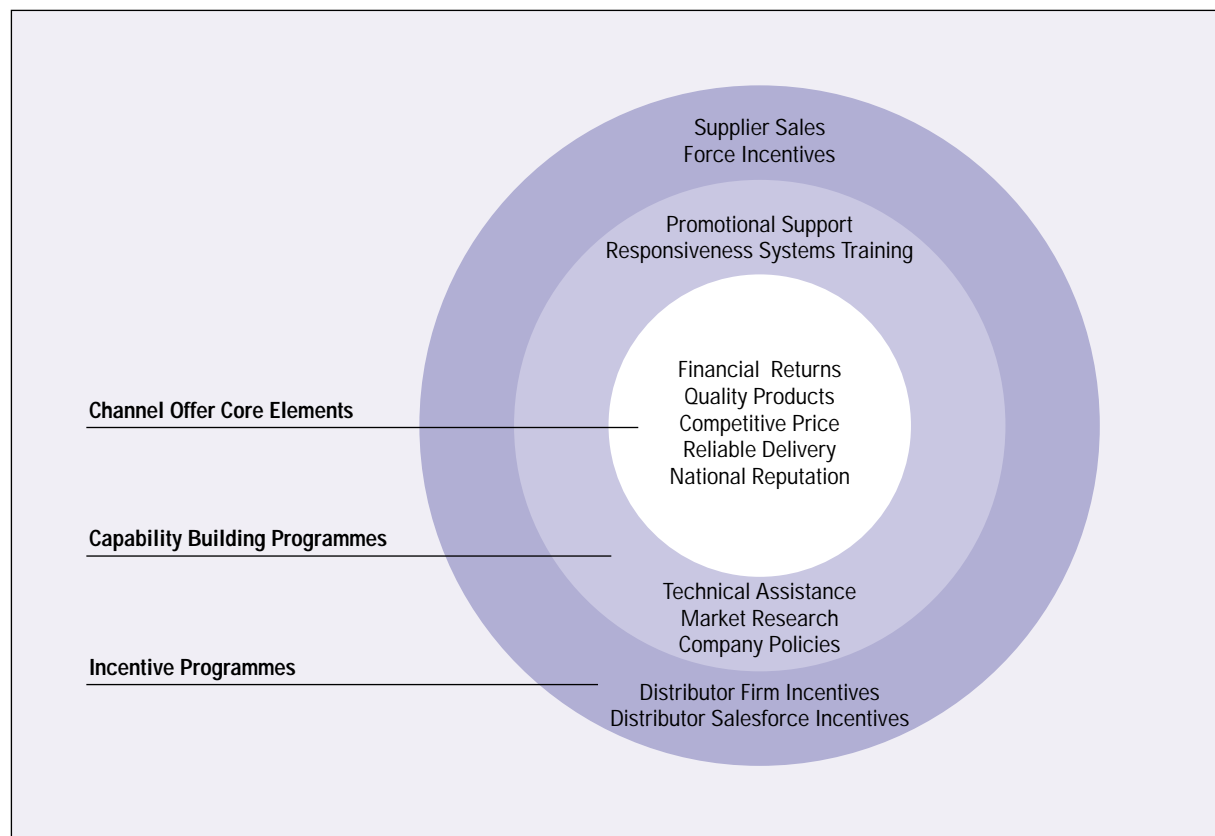 Supplier Sales
Force Incentives
Promotional Support
Responsiveness Systems Training
Financial Returns
Quality Products
Competitive Price
Reliable Delivery
National Reputation
Channel Offer Core Elements
Capability Building Programmes
Technical Assistance
Market Research
Company Policies
Incentive Programmes
Distributor Firm Incentives
Distributor Salesforce Incentives